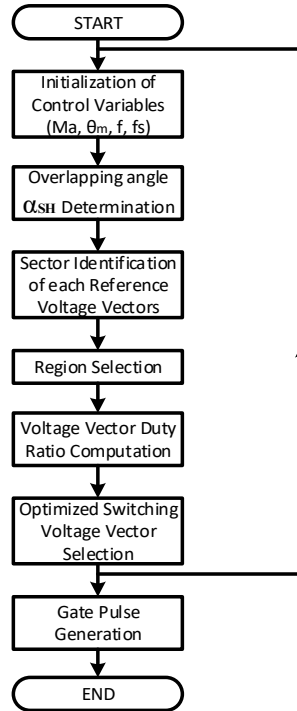 START
Initialization of
Control Variables
(Ma, θm, f, fs)
Overlapping angle
αSH Determination
Sector Identification
of each Reference
Voltage Vectors
Region Selection
Voltage Vector Duty
Ratio Computation
Optimized Switching
Voltage Vector
Selection
Gate Pulse
Generation
END